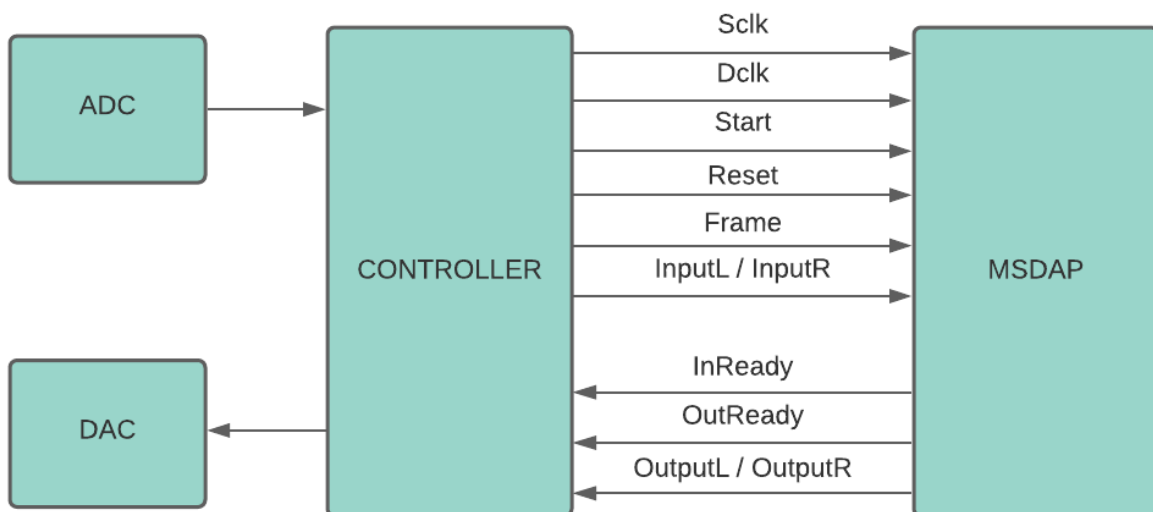 ADC
DAC
CONTROLLER
Sclk
Dclk
Start
Reset
Frame
InputL / InputR
InReady
OutReady
OutputL / OutputR
MSDAP